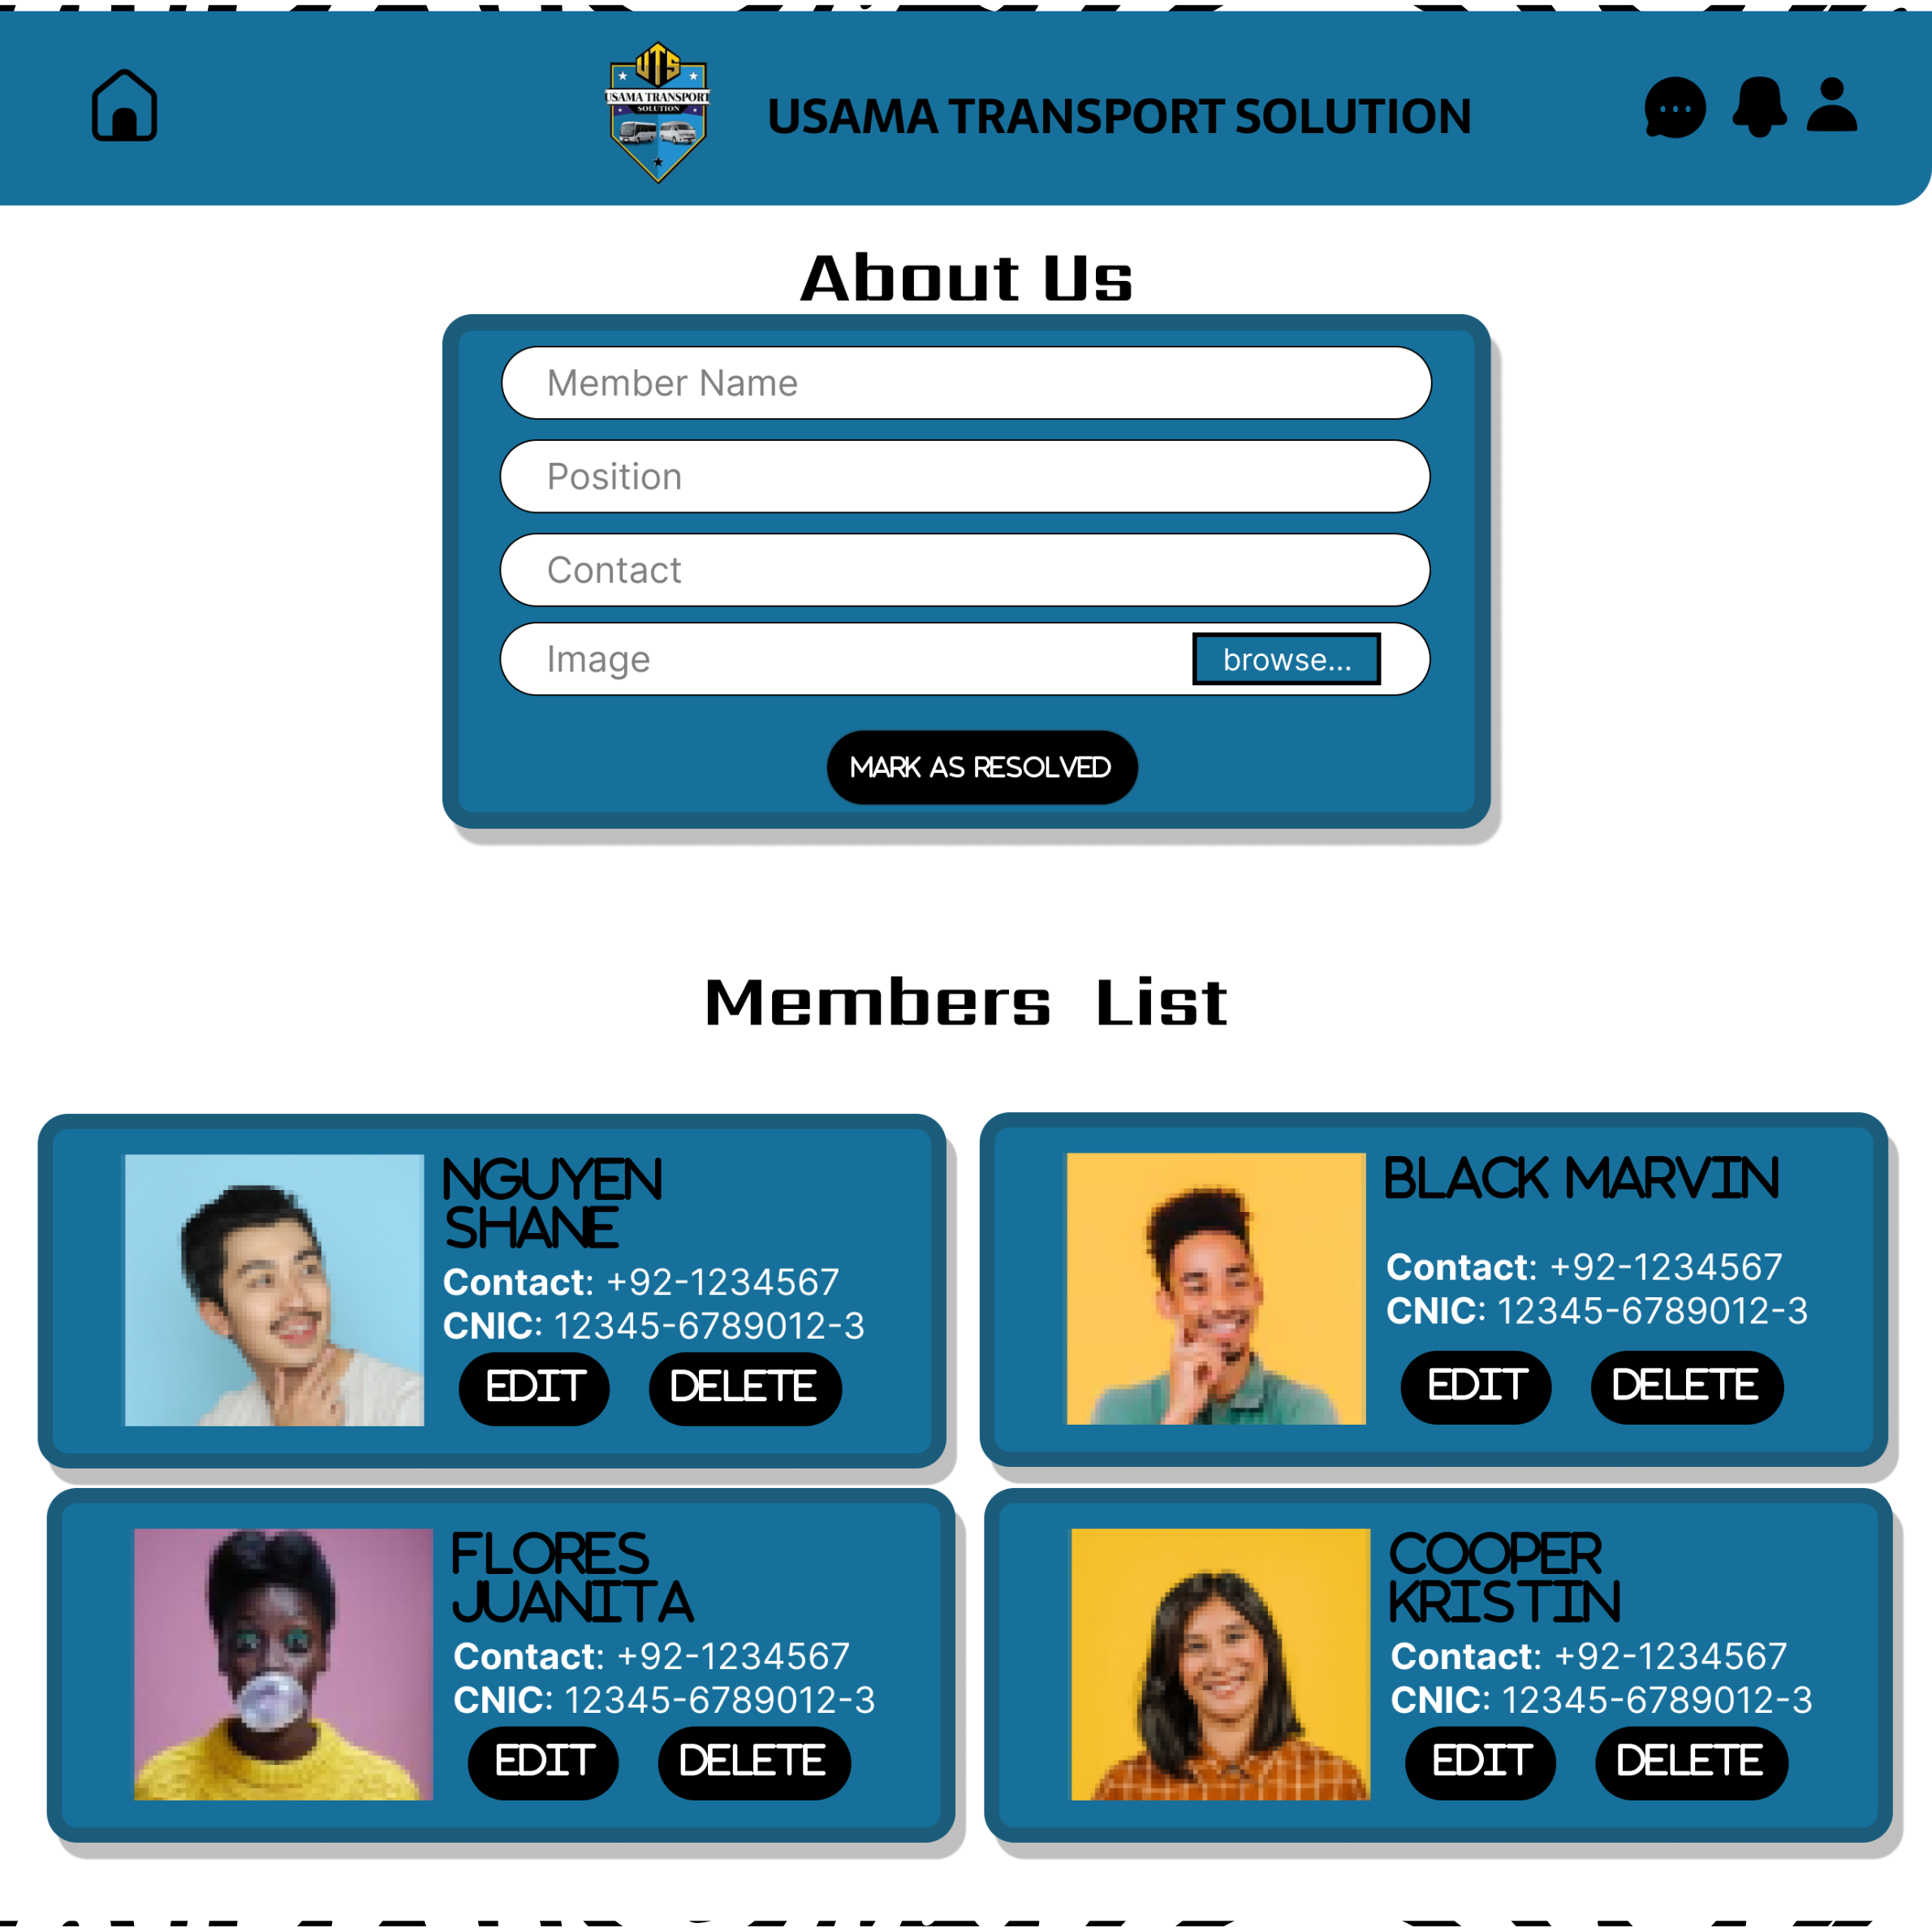 UTS
USAMA TRANSPORT
SOLUTION
USAMA TRANSPORT SOLUTION
About Us
Member Name
Position
Contact
Image
browse...
MARK AS RESOLVED
Members List
NGUYEN
SHANE
Contact: +92-1234567
CNIC: 12345-6789012-3
EDIT DELETE
BLACK MARVIN
Contact: +92-1234567
CNIC: 12345-6789012-3
EDIT DELETE
FLORES
JUANITA
Contact: +92-1234567
CNIC: 12345-6789012-3
EDIT DELETE
COOPER
KRISTIN
Contact: +92-1234567
CNIC: 12345-6789012-3
EDIT DELETE